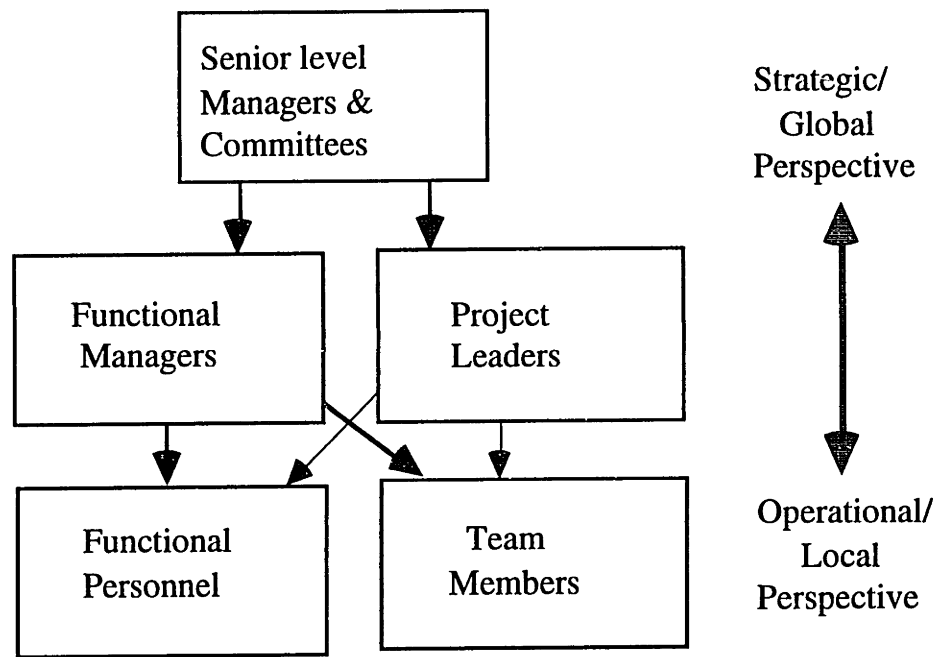 Senior level
Managers &
Committees
Strategic/
Global
Perspective
Functional
Managers
Project
Leaders
Functional
Personnel
Team
Members
Operational/
Local
Perspective